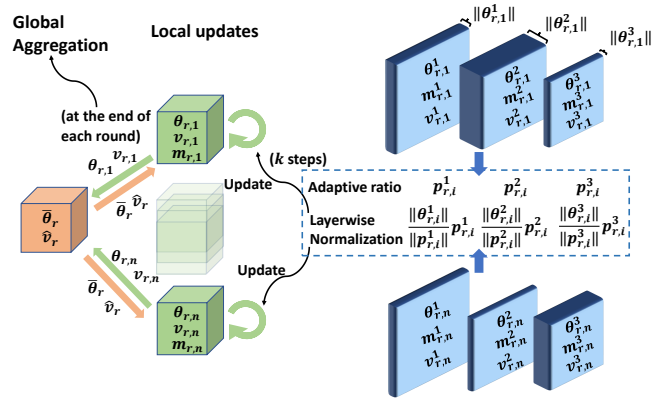 Global
Aggregation
Local updates
(at the end of
each round)
θ_{r,1} v_{r,1}
θ̅_r v̂_r
θ_{r,1}
v_{r,1}
m_{r,1}
(k steps)
Update
θ̅_r
v̂_r
θ_{r,n}
v_{r,n}
θ̅_r
v̂_r
Update
θ_{r,n}
v_{r,n}
m_{r,n}
‖θ^1_{r,1}‖
‖θ^2_{r,1}‖
‖θ^3_{r,1}‖
θ^1_{r,1}
m^1_{r,1}
v^1_{r,1}
θ^2_{r,1}
m^2_{r,1}
v^2_{r,1}
θ^3_{r,1}
m^3_{r,1}
v^3_{r,1}
Adaptive ratio p^1_{r,i} p^2_{r,i} p^3_{r,i}
Layerwise
Normalization
‖θ^1_{r,i}‖/‖p^1_{r,i}‖ p^1_{r,i} ‖θ^2_{r,i}‖/‖p^2_{r,i}‖ p^2_{r,i} ‖θ^3_{r,i}‖/‖p^3_{r,i}‖ p^3_{r,i}
θ^1_{r,n}
m^1_{r,n}
v^1_{r,n}
θ^2_{r,n}
m^2_{r,n}
v^2_{r,n}
θ^3_{r,n}
m^3_{r,n}
v^3_{r,n}